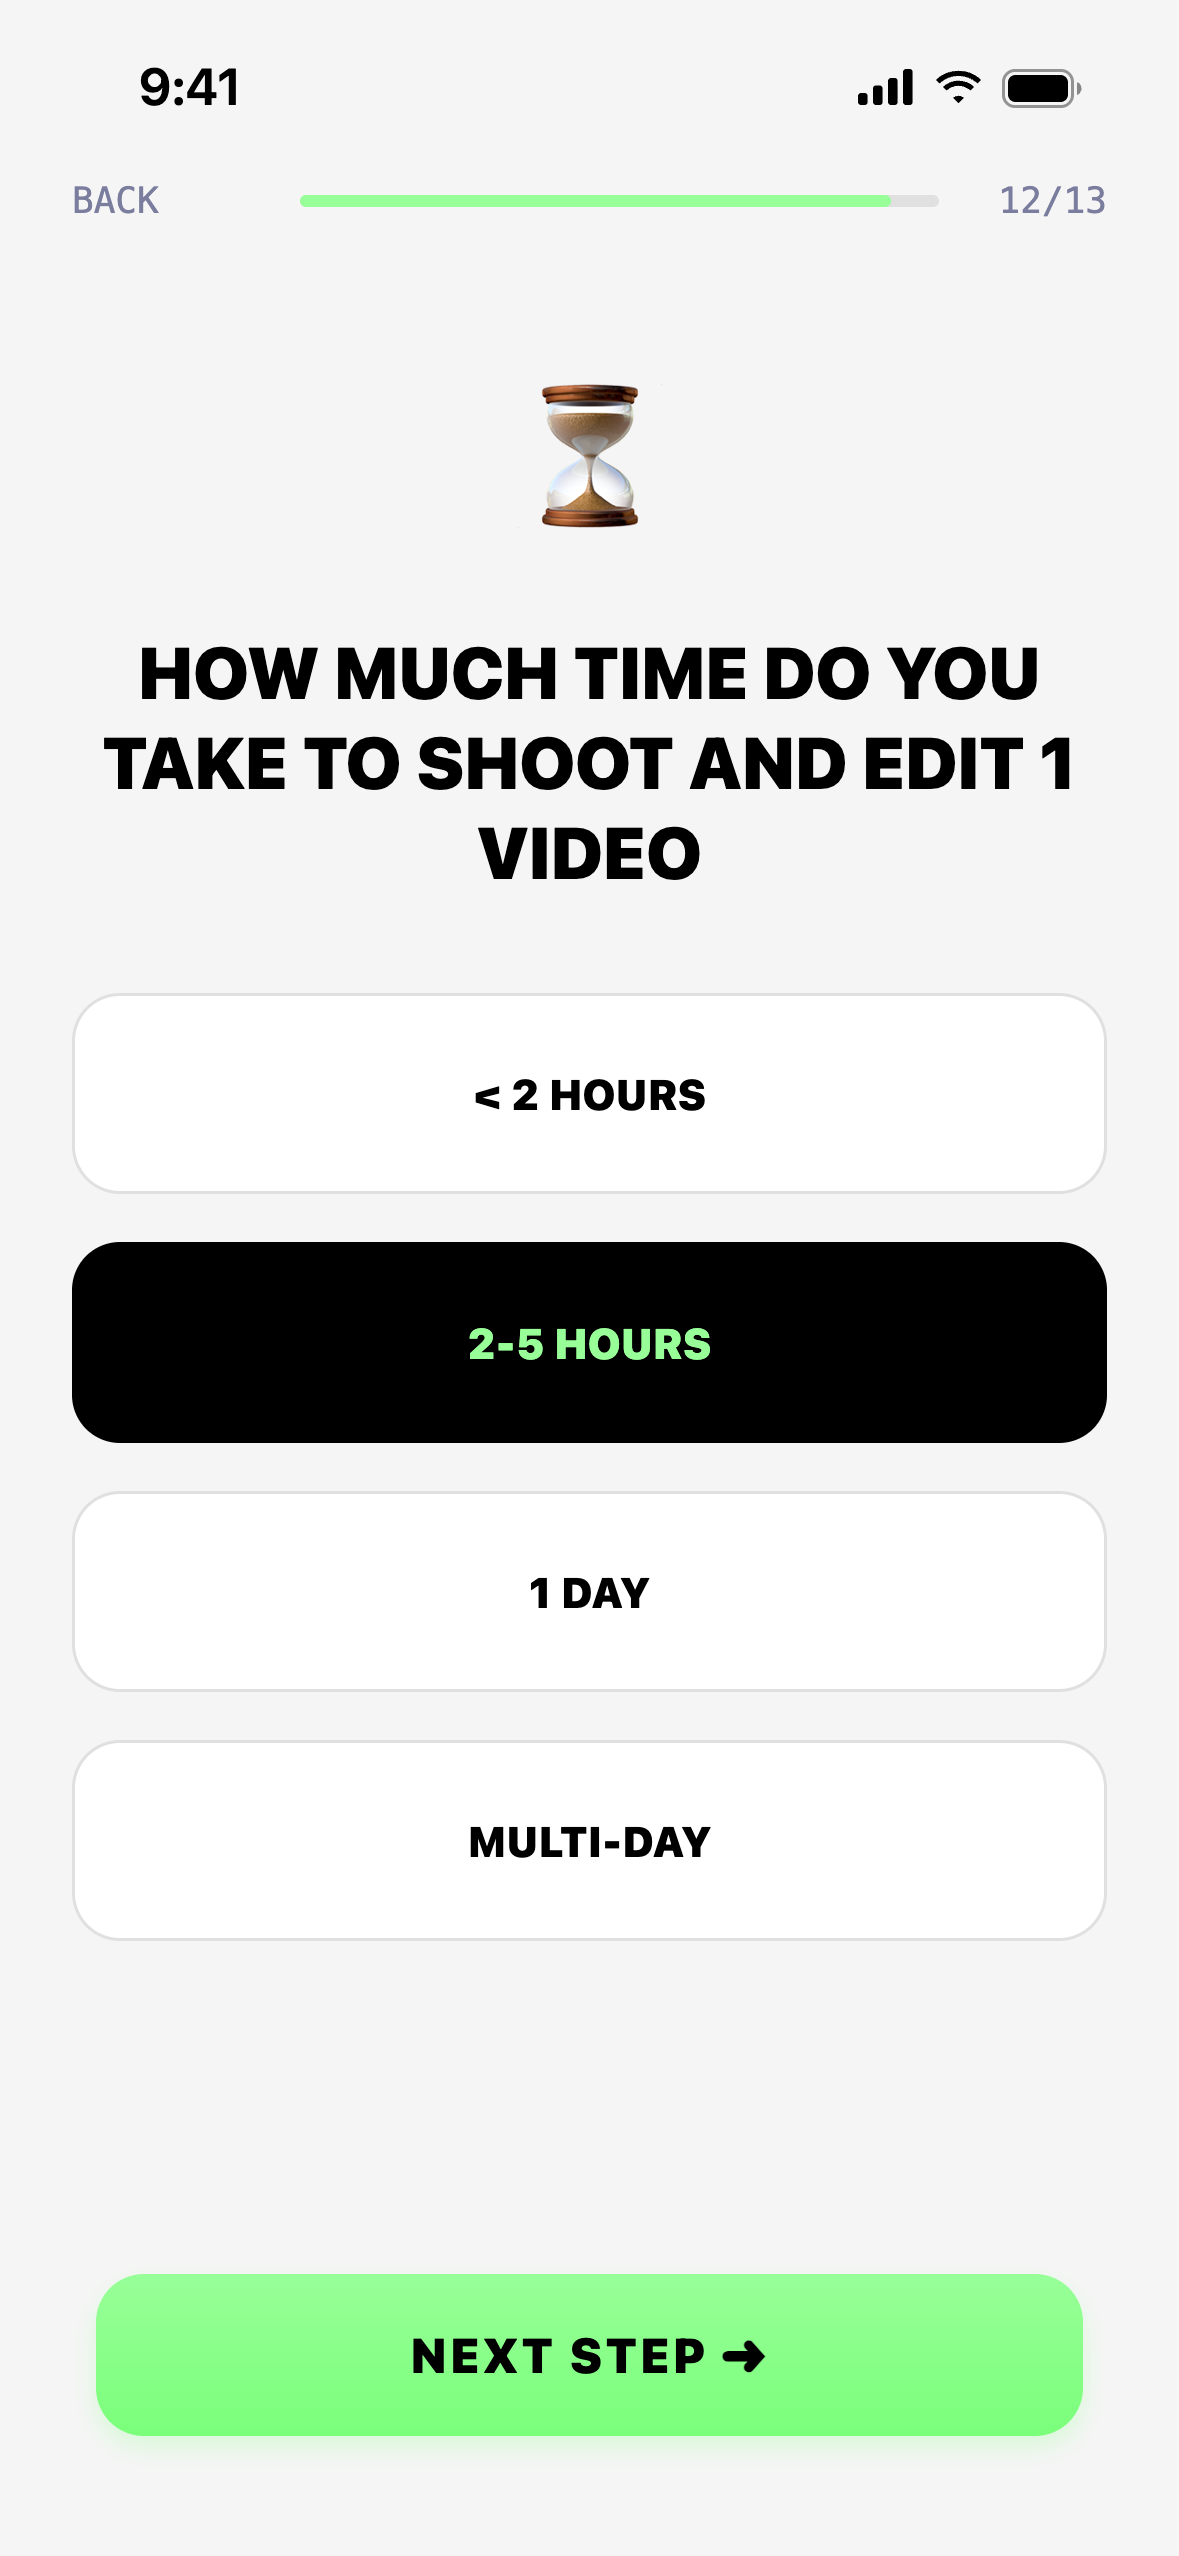 9:41
BACK
12/13
HOW MUCH TIME DO YOU
TAKE TO SHOOT AND EDIT 1
VIDEO
< 2 HOURS
2-5 HOURS
1 DAY
MULTI-DAY
NEXT STEP ➜